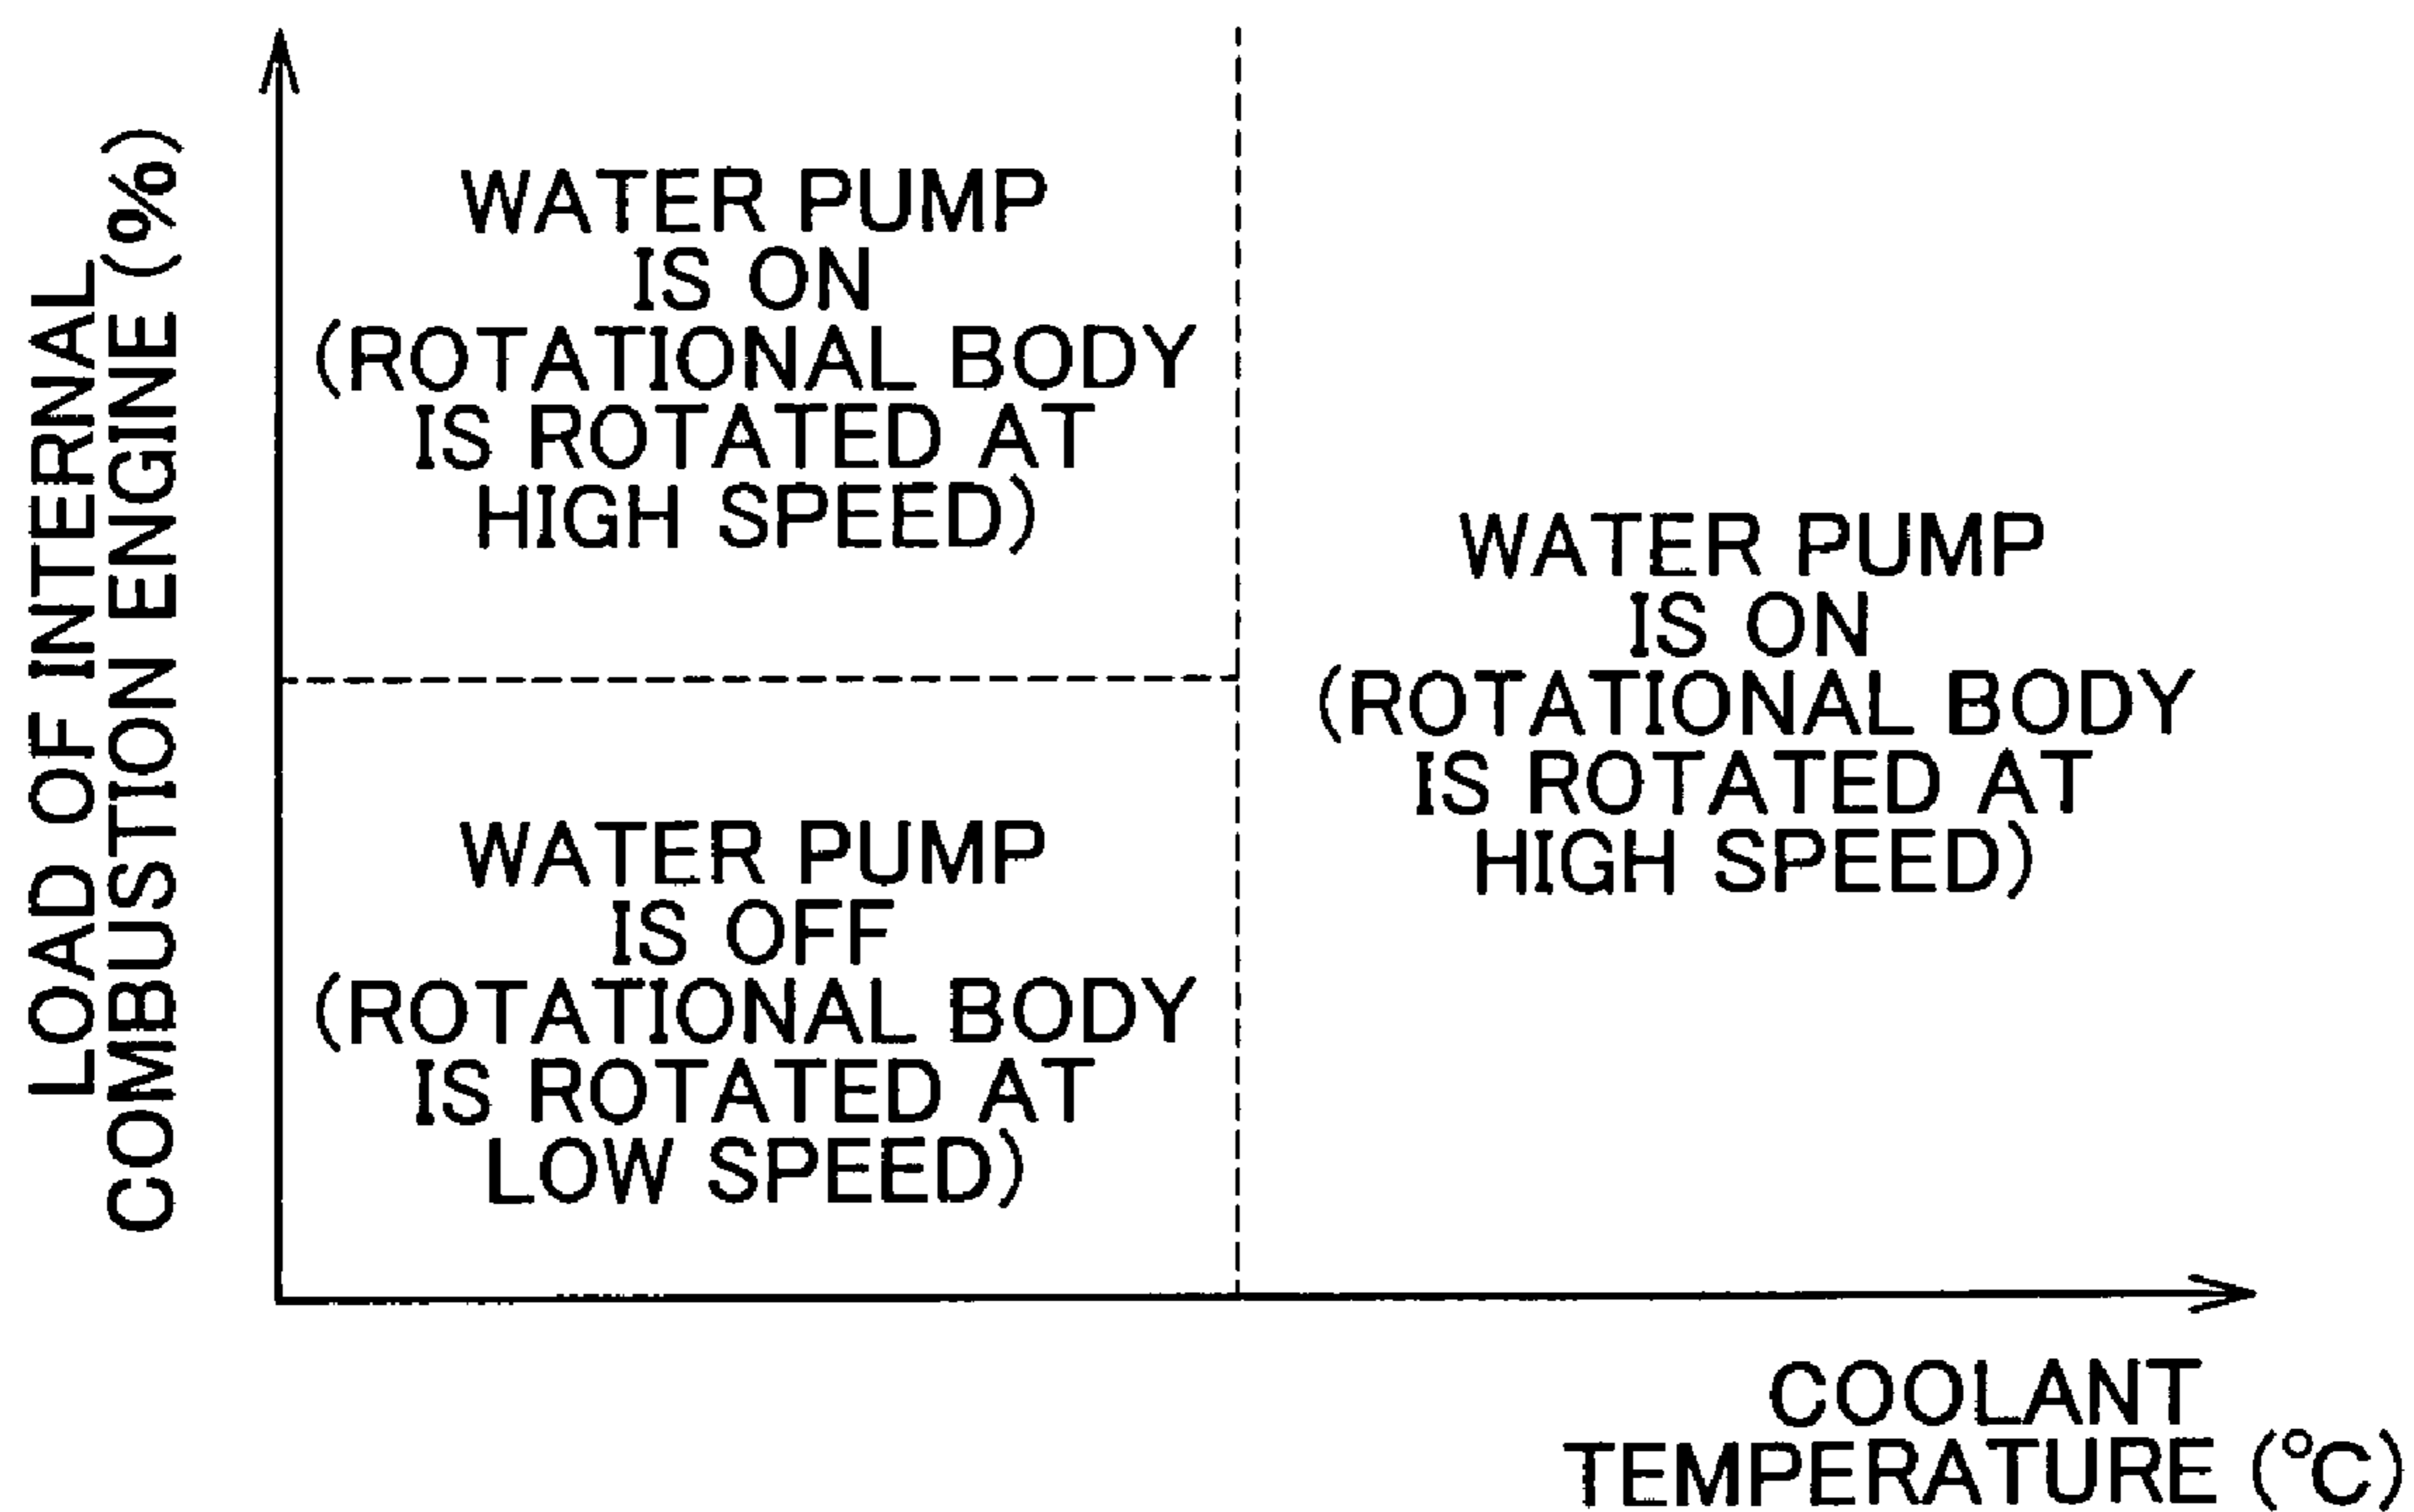 LOAD OF INTERNAL
COMBUSTION ENGINE (%)
WATER PUMP
IS ON
(ROTATIONAL BODY
IS ROTATED AT
HIGH SPEED)
WATER PUMP
IS OFF
(ROTATIONAL BODY
IS ROTATED AT
LOW SPEED)
WATER PUMP
IS ON
(ROTATIONAL BODY
IS ROTATED AT
HIGH SPEED)
COOLANT
TEMPERATURE (°C)